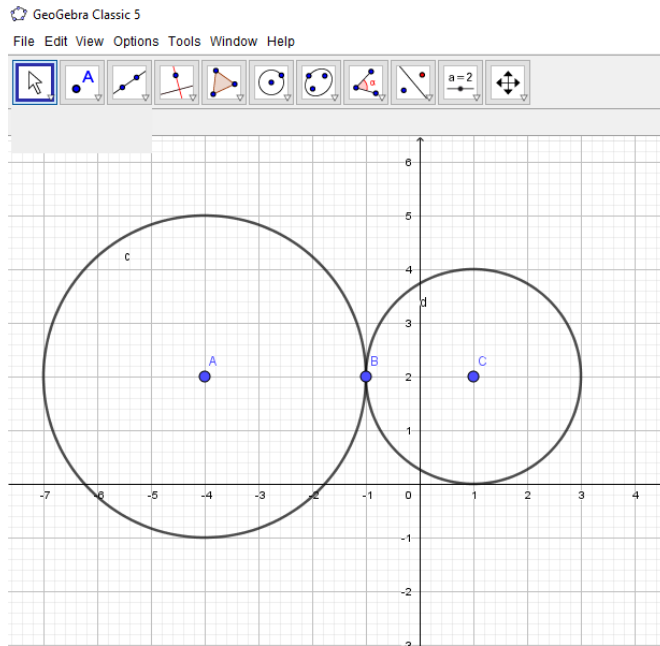 GeoGebra Classic 5
File Edit View Options Tools Window Help
A α a=2
6
5
c
4
d
3
A B C
2
1
-7 -6 -5 -4 -3 -2 -1 0 1 2 3 4
-1
-2
-3